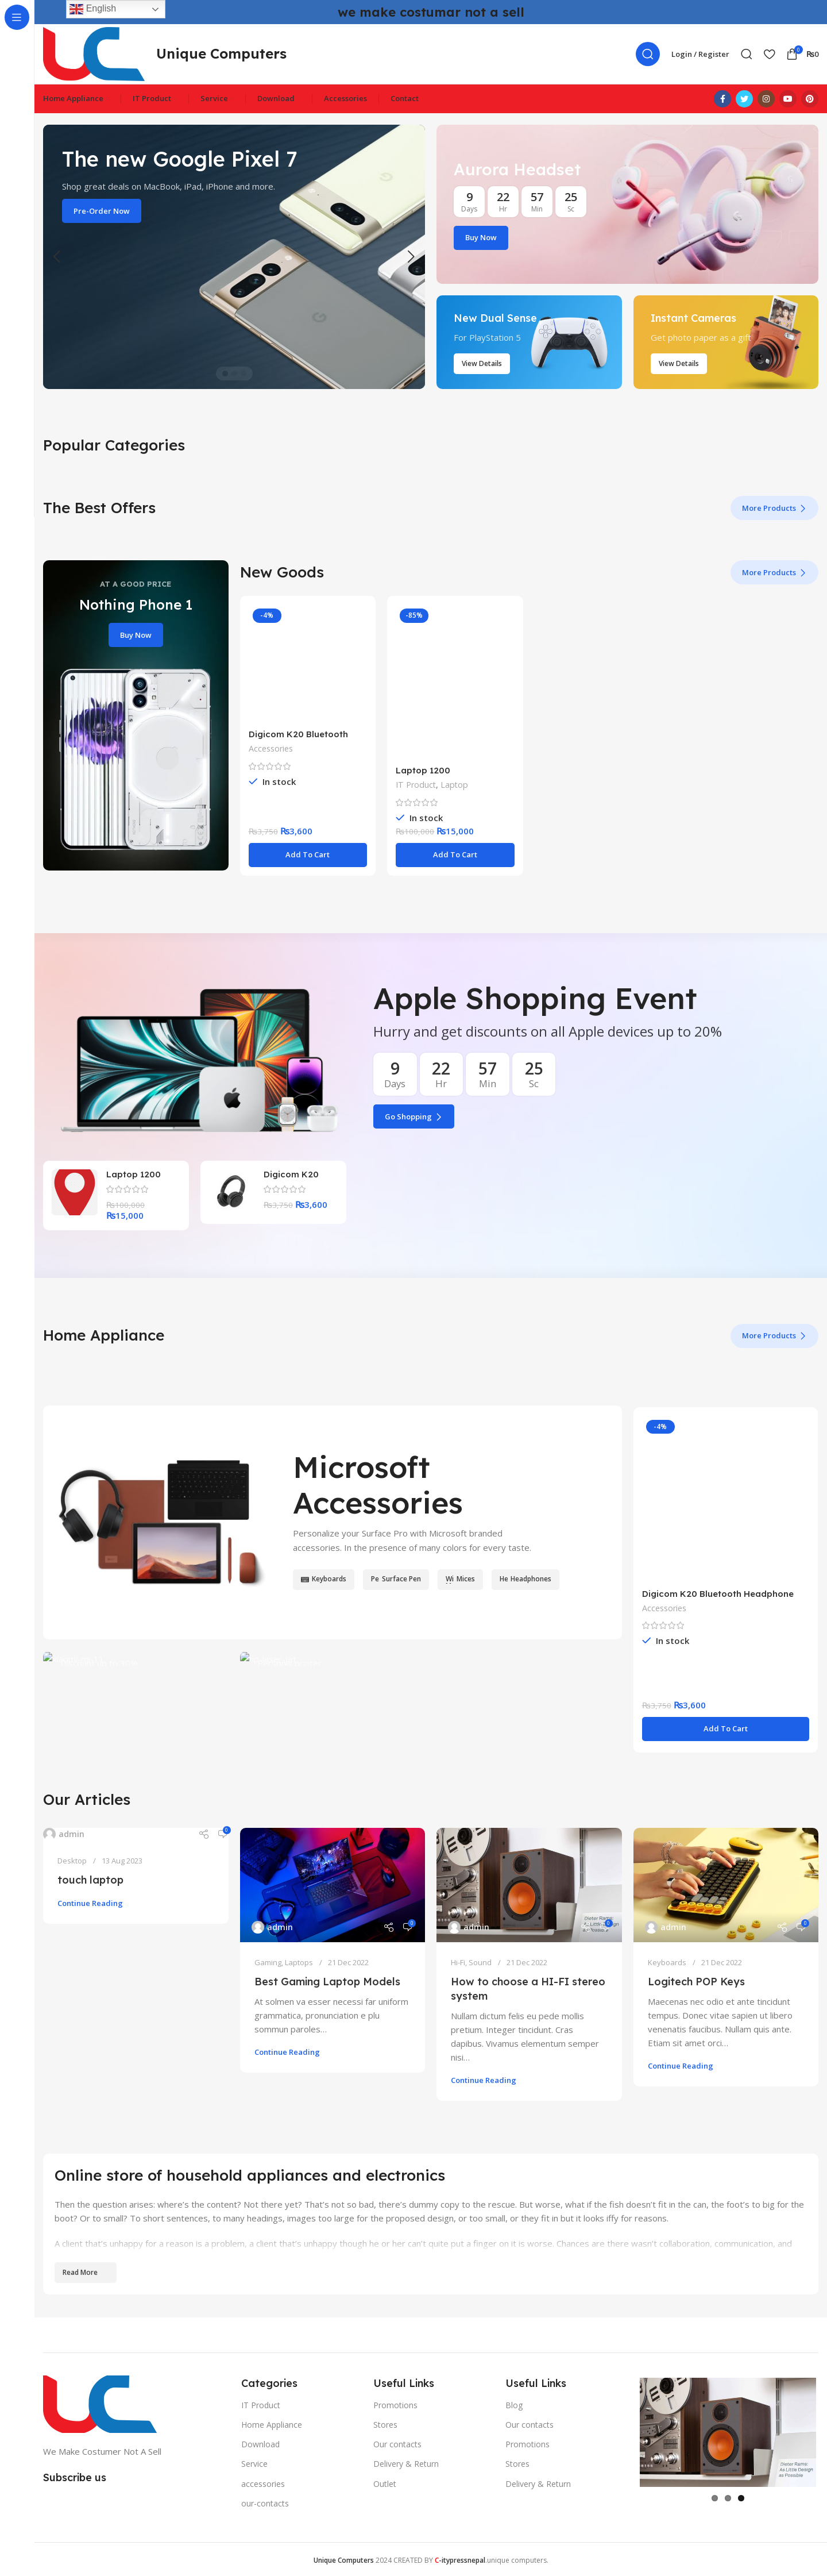 English
we make costumar not a sell
Unique Computers
Login / Register
0
₨0
Home Appliance
IT Product
Service
Download
Accessories
Contact
The new Google Pixel 7
Shop great deals on MacBook, iPad, iPhone and more.
Pre-Order Now
Aurora Headset
9 22 57 25
Days Hr Min Sc
Buy Now
New Dual Sense
For PlayStation 5
View Details
Instant Cameras
Get photo paper as a gift
View Details
Popular Categories
The Best Offers
More Products
AT A GOOD PRICE
Nothing Phone 1
Buy Now
New Goods
More Products
-4%
Digicom K20 Bluetooth
Accessories
In stock
₨3,750 ₨3,600
Add To Cart
-85%
Laptop 1200
IT Product, Laptop
In stock
₨100,000 ₨15,000
Add To Cart
Apple Shopping Event
Hurry and get discounts on all Apple devices up to 20%
9 22 57 25
Days Hr Min Sc
Go Shopping
Laptop 1200
₨100,000
₨15,000
Digicom K20
₨3,750 ₨3,600
Home Appliance
More Products
Microsoft
Accessories
Personalize your Surface Pro with Microsoft branded
accessories. In the presence of many colors for every taste.
Keyboards
Pe Surface Pen
Wi Mices
He Headphones
-4%
Digicom K20 Bluetooth Headphone
Accessories
In stock
₨3,750 ₨3,600
Add To Cart
Our Articles
admin
0
Desktop / 13 Aug 2023
touch laptop
Continue Reading
admin
0
Gaming, Laptops / 21 Dec 2022
Best Gaming Laptop Models
At solmen va esser necessi far uniform
grammatica, pronunciation e plu
sommun paroles...
Continue Reading
admin
0
Hi-Fi, Sound / 21 Dec 2022
How to choose a HI-FI stereo
system
Nullam dictum felis eu pede mollis
pretium. Integer tincidunt. Cras
dapibus. Vivamus elementum semper
nisi...
Continue Reading
admin
0
Keyboards / 21 Dec 2022
Logitech POP Keys
Maecenas nec odio et ante tincidunt
tempus. Donec vitae sapien ut libero
venenatis faucibus. Nullam quis ante.
Etiam sit amet orci...
Continue Reading
Online store of household appliances and electronics
Then the question arises: where's the content? Not there yet? That's not so bad, there's dummy copy to the rescue. But worse, what if the fish doesn't fit in the can, the foot's to big for the
boot? Or to small? To short sentences, to many headings, images too large for the proposed design, or too small, or they fit in but it looks iffy for reasons.
A client that's unhappy for a reason is a problem, a client that's unhappy though he or her can't quite put a finger on it is worse. Chances are there wasn't collaboration, communication, and
Read More
We Make Costumer Not A Sell
Subscribe us
Categories
IT Product
Home Appliance
Download
Service
accessories
our-contacts
Useful Links
Promotions
Stores
Our contacts
Delivery & Return
Outlet
Useful Links
Blog
Our contacts
Promotions
Stores
Delivery & Return
Dieter Rams:
As Little Design
as Possible
Unique Computers 2024 CREATED BY C-itypressnepal.unique computers.